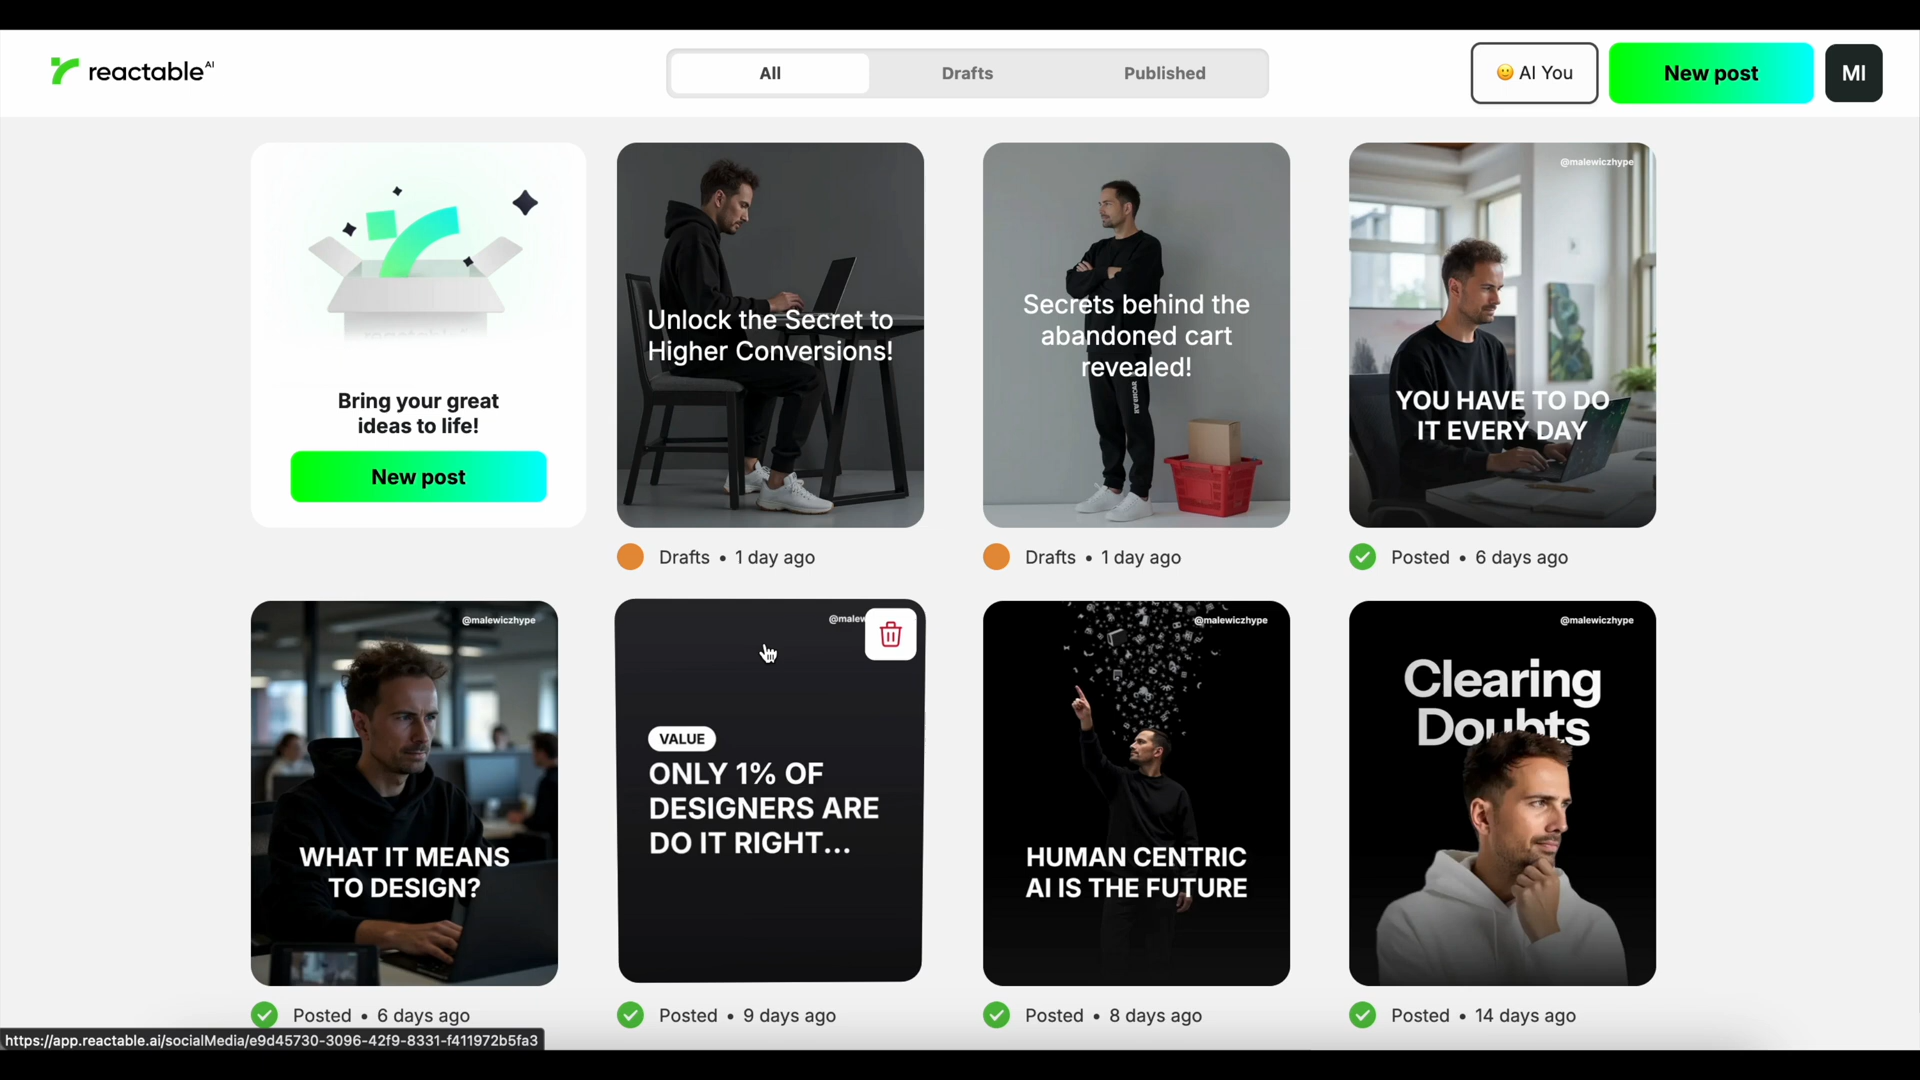 reactable AI
All
Drafts
Published
🙂 AI You
New post
MI
Bring your great
ideas to life!
New post
Unlock the Secret to
Higher Conversions!
Drafts • 1 day ago
Secrets behind the
abandoned cart
revealed!
Drafts • 1 day ago
@malewiczhype
YOU HAVE TO DO
IT EVERY DAY
Posted • 6 days ago
@malewiczhype
WHAT IT MEANS
TO DESIGN?
Posted • 6 days ago
@malew
VALUE
ONLY 1% OF
DESIGNERS ARE
DO IT RIGHT...
Posted • 9 days ago
@malewiczhype
HUMAN CENTRIC
AI IS THE FUTURE
Posted • 8 days ago
@malewiczhype
Clearing
Doubts
Posted • 14 days ago
https://app.reactable.ai/socialMedia/e9d45730-3096-42f9-8331-f411972b5fa3